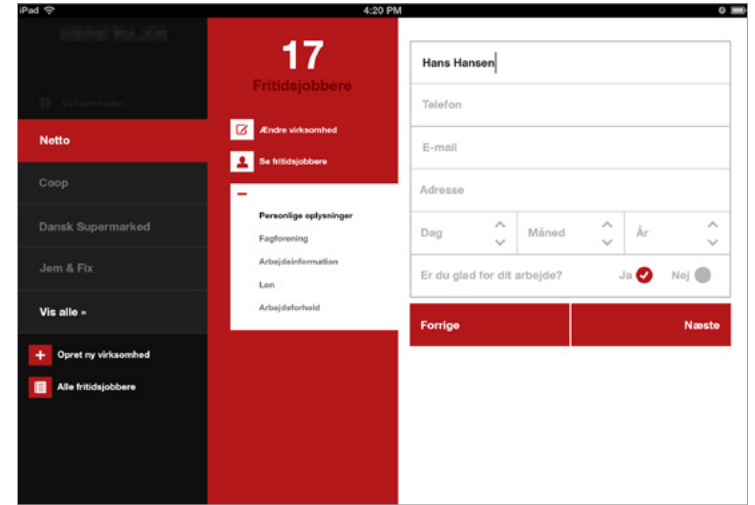 iPad
4:20 PM
Virksomheder
Netto
Coop
Dansk Supermarked
Jem & Fix
Vis alle »
Opret ny virksomhed
Alle fritidsjobbere
17
Fritidsjobbere
Ændre virksomhed
Se fritidsjobbere
Personlige oplysninger
Fagforening
Arbejdeinformation
Løn
Arbejdsforhold
Hans Hansen
Telefon
E-mail
Adresse
Dag
Måned
År
Er du glad for dit arbejde?
Ja
Nej
Forrige
Næste